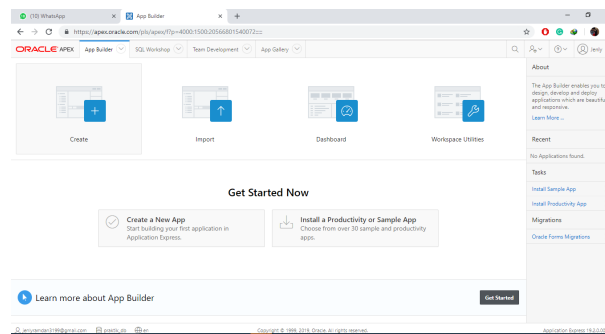 (10) WhatsApp
App Builder
https://apex.oracle.com/pls/apex/f?p=4000:1500:20566801540072:::
ORACLE APEX App Builder SQL Workshop Team Development App Gallery
Create
Import
Dashboard
Workspace Utilities
Get Started Now
Create a New App
Start building your first application in
Application Express.
Install a Productivity or Sample App
Choose from over 30 sample and productivity
apps.
Learn more about App Builder
Get Started
About
The App Builder enables you to
design, develop and deploy
applications which are beautiful
and responsive.
Learn More ...
Recent
No Applications found.
Tasks
Install Sample App
Install Productivity App
Migrations
Oracle Forms Migrations
en
Copyright © 1999, 2019, Oracle. All rights reserved.